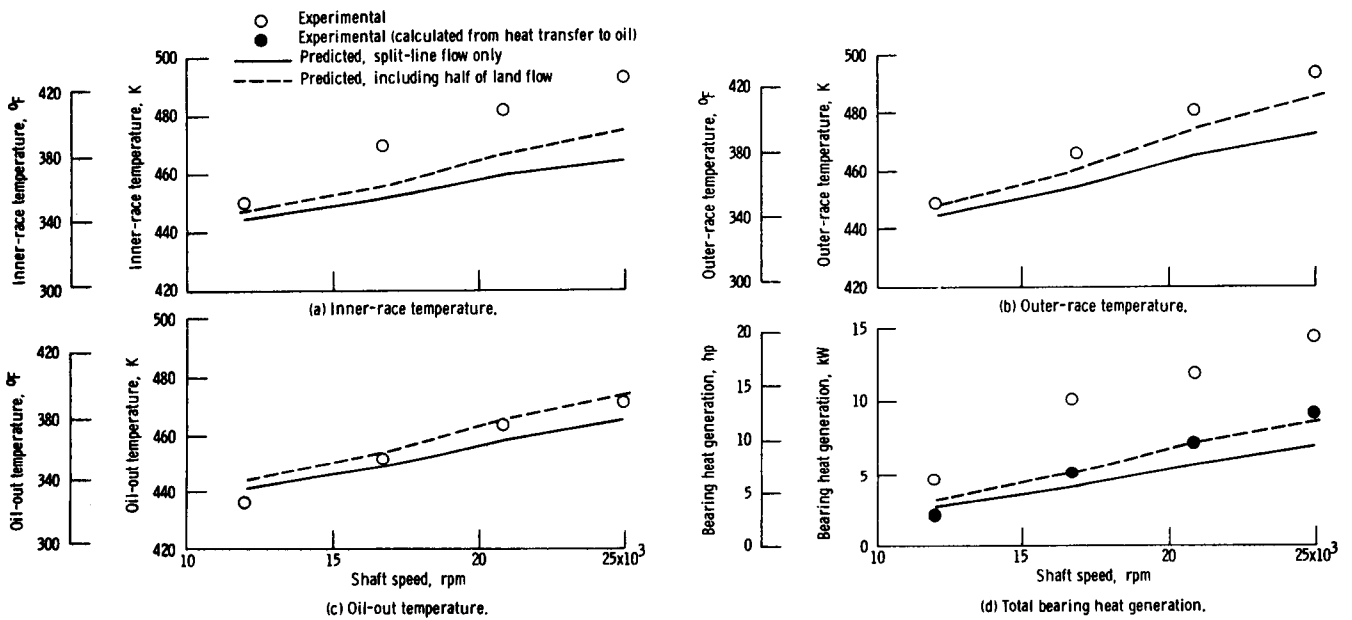 Experimental
Experimental (calculated from heat transfer to oil)
Predicted, split-line flow only
Predicted, including half of land flow
Inner-race temperature, °F
420
380
340
300
Inner-race temperature, K
500
480
460
440
420
(a) Inner-race temperature.
Outer-race temperature, °F
420
380
340
300
Outer-race temperature, K
500
480
460
440
420
(b) Outer-race temperature.
Oil-out temperature, °F
420
380
340
300
Oil-out temperature, K
500
480
460
440
420
10
15
20
25x10³
Shaft speed, rpm
(c) Oil-out temperature.
Bearing heat generation, hp
20
15
10
5
0
Bearing heat generation, kW
15
10
5
0
10
15
20
25x10³
Shaft speed, rpm
(d) Total bearing heat generation.